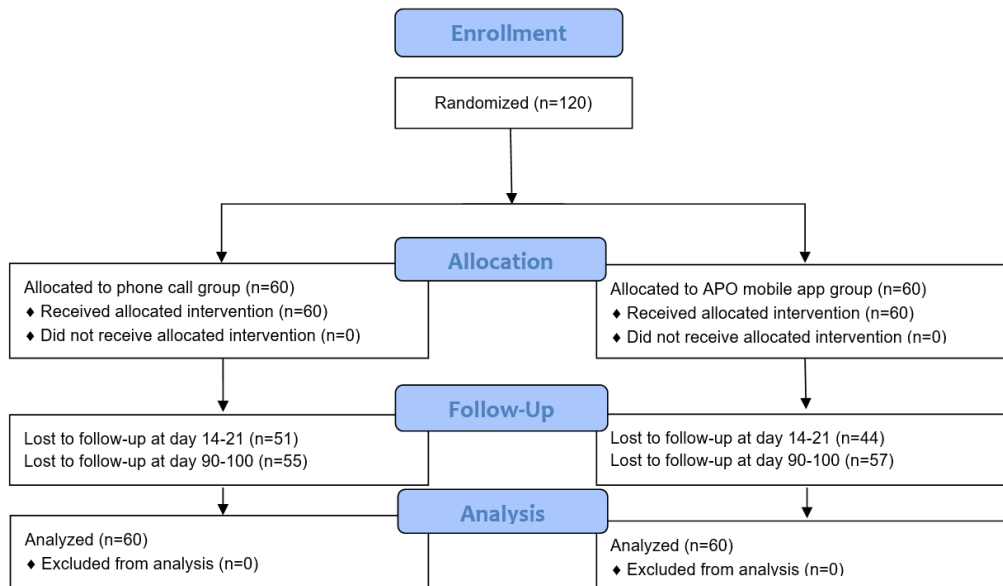 Enrollment
Randomized (n=120)
Allocation
Allocated to phone call group (n=60)
♦ Received allocated intervention (n=60)
♦ Did not receive allocated intervention (n=0)
Allocated to APO mobile app group (n=60)
♦ Received allocated intervention (n=60)
♦ Did not receive allocated intervention (n=0)
Follow-Up
Lost to follow-up at day 14-21 (n=51)
Lost to follow-up at day 90-100 (n=55)
Lost to follow-up at day 14-21 (n=44)
Lost to follow-up at day 90-100 (n=57)
Analysis
Analyzed (n=60)
♦ Excluded from analysis (n=0)
Analyzed (n=60)
♦ Excluded from analysis (n=0)